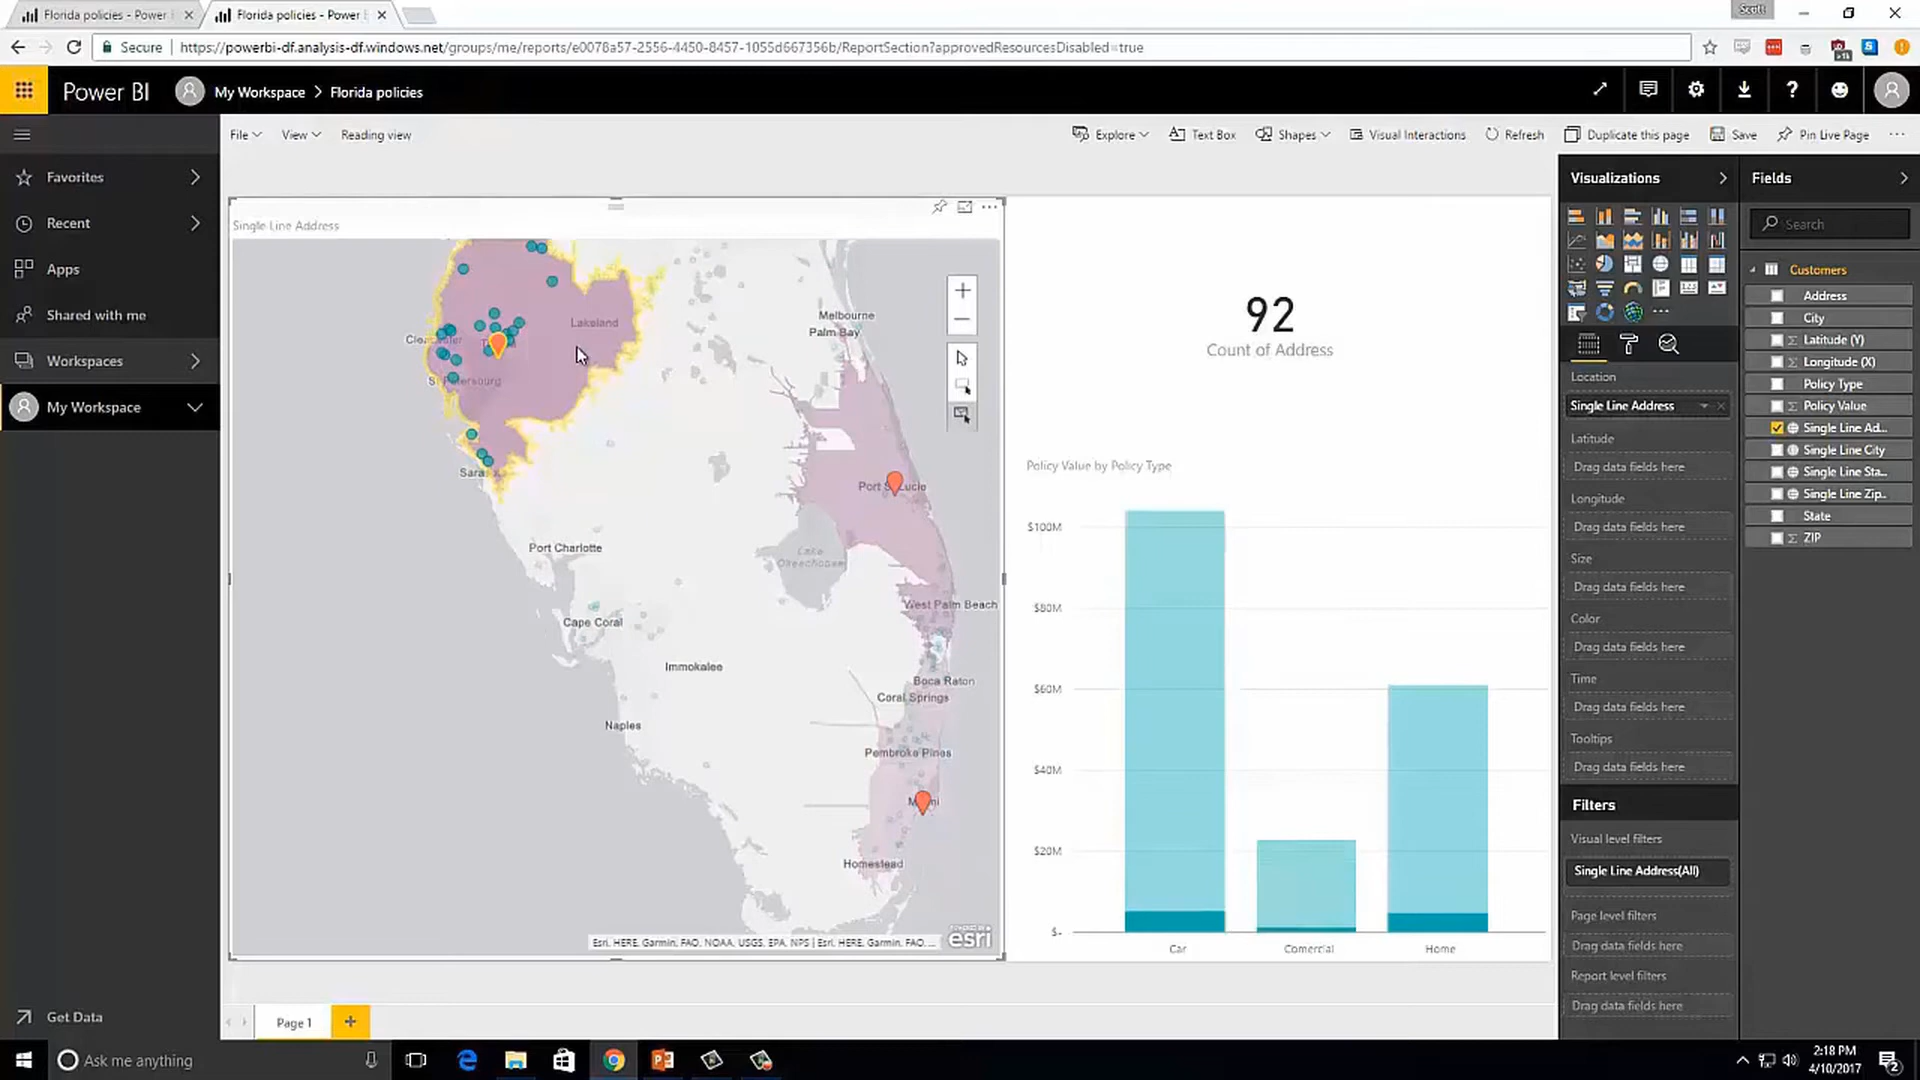 Florida policies - Power
Florida policies - Power
Scott
Secure
https://powerbi-df.analysis-df.windows.net/groups/me/reports/e0078a57-2556-4450-8457-1055d667356b/ReportSection?approvedResourcesDisabled=true
Power BI
My Workspace > Florida policies
File
View
Reading view
Explore
Text Box
Shapes
Visual Interactions
Refresh
Duplicate this page
Save
Pin Live Page
Favorites
Recent
Apps
Shared with me
Workspaces
My Workspace
Get Data
Single Line Address
Lakeland
Melbourne
Palm Bay
St Petersburg
Port Charlotte
Lake
Okeechobee
West Palm Beach
Cape Coral
Immokalee
Boca Raton
Coral Springs
Naples
Pembroke Pines
Homestead
Esri, HERE, Garmin, FAO, NOAA, USGS, EPA, NPS | Esri, HERE, Garmin, FAO, ...
esri
92
Count of Address
Policy Value by Policy Type
$100M
$80M
$60M
$40M
$20M
$-
Car
Comercial
Home
Page 1
Visualizations
Location
Single Line Address
Latitude
Drag data fields here
Longitude
Drag data fields here
Size
Drag data fields here
Color
Drag data fields here
Time
Drag data fields here
Tooltips
Drag data fields here
Filters
Visual level filters
Single Line Address(All)
Page level filters
Drag data fields here
Report level filters
Drag data fields here
Fields
Search
Customers
Address
City
Latitude (Y)
Longitude (X)
Policy Type
Policy Value
Single Line Ad...
Single Line City
Single Line Sta...
Single Line Zip...
State
ZIP
Ask me anything
2:18 PM
4/10/2017
2